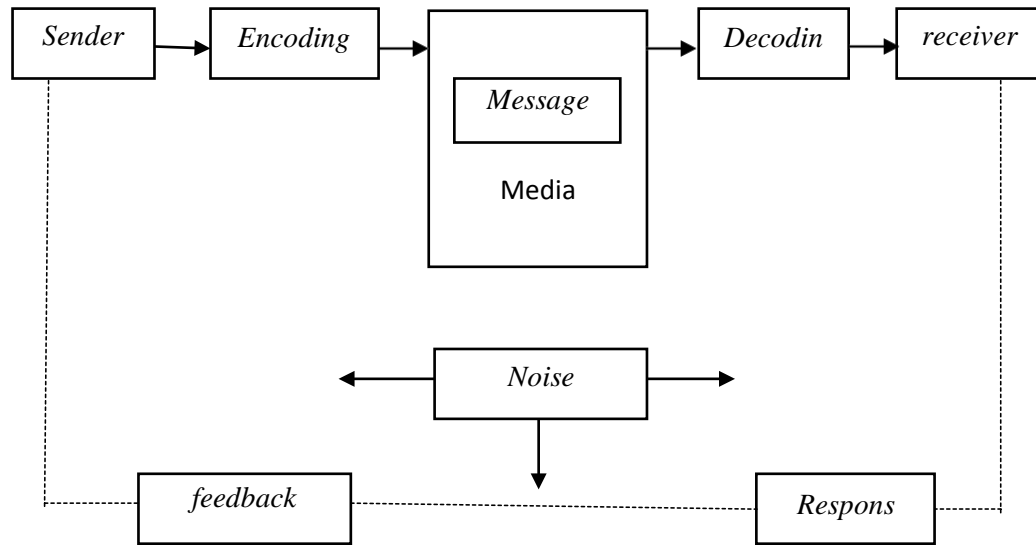 Sender
Encoding
Message
Media
Decodin
receiver
Noise
feedback
Respons